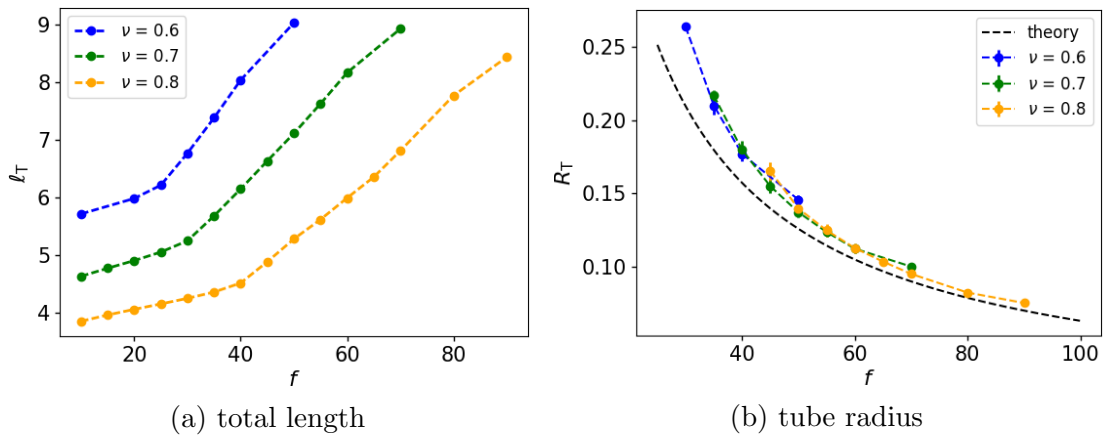 9
8
7
6
5
4
ℓ_T
ν = 0.6
ν = 0.7
ν = 0.8
20 40 60 80
f
(a) total length
0.25
0.20
0.15
0.10
R_T
theory
ν = 0.6
ν = 0.7
ν = 0.8
40 60 80 100
f
(b) tube radius